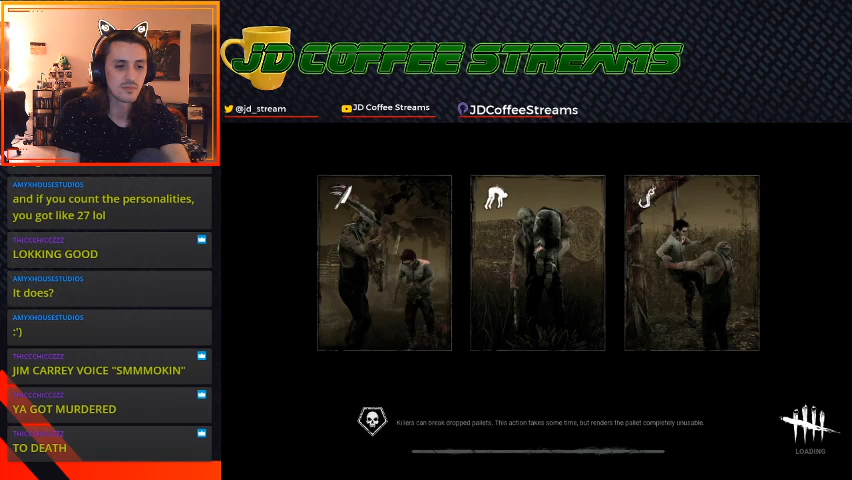 JD COFFEE STREAMS
@jd_stream
JD Coffee Streams
JDCoffeeStreams
AMYXHOUSESTUDIOS
and if you count the personalities,
you got like 27 lol
THICCCHICCZZZ
LOKKING GOOD
AMYXHOUSESTUDIOS
It does?
AMYXHOUSESTUDIOS
:')
THICCCHICCZZZ
JIM CARREY VOICE "SMMMOKIN"
THICCCHICCZZZ
YA GOT MURDERED
THICCCHICCZZZ
TO DEATH
Killers can break dropped pallets. This action takes some time, but renders the pallet completely unusable.
LOADING